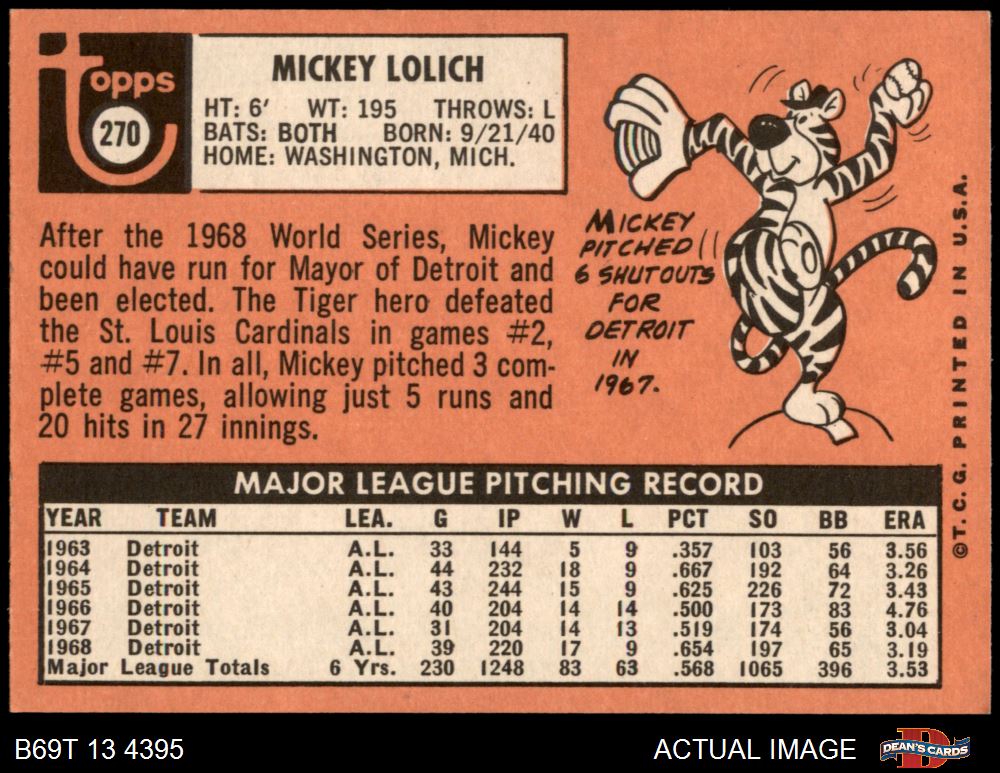 Topps
270
MICKEY LOLICH
HT: 6' WT: 195 THROWS: L
BATS: BOTH BORN: 9/21/40
HOME: WASHINGTON, MICH.
After the 1968 World Series, Mickey
could have run for Mayor of Detroit and
been elected. The Tiger hero defeated
the St. Louis Cardinals in games #2,
#5 and #7. In all, Mickey pitched 3 com-
plete games, allowing just 5 runs and
20 hits in 27 innings.
MICKEY
PITCHED
6 SHUTOUTS
FOR
DETROIT
IN
1967.
©T. C. G. PRINTED IN U.S.A.
MAJOR LEAGUE PITCHING RECORD
YEAR TEAM LEA. G IP W L PCT SO BB ERA
1963 Detroit A.L. 33 144 5 9 .357 103 56 3.56
1964 Detroit A.L. 44 232 18 9 .667 192 64 3.26
1965 Detroit A.L. 43 244 15 9 .625 226 72 3.43
1966 Detroit A.L. 40 204 14 14 .500 173 83 4.76
1967 Detroit A.L. 31 204 14 13 .519 174 56 3.04
1968 Detroit A.L. 39 220 17 9 .654 197 65 3.19
Major League Totals 6 Yrs. 230 1248 83 63 .568 1065 396 3.53
B69T 13 4395 ACTUAL IMAGE DEAN'S CARDS